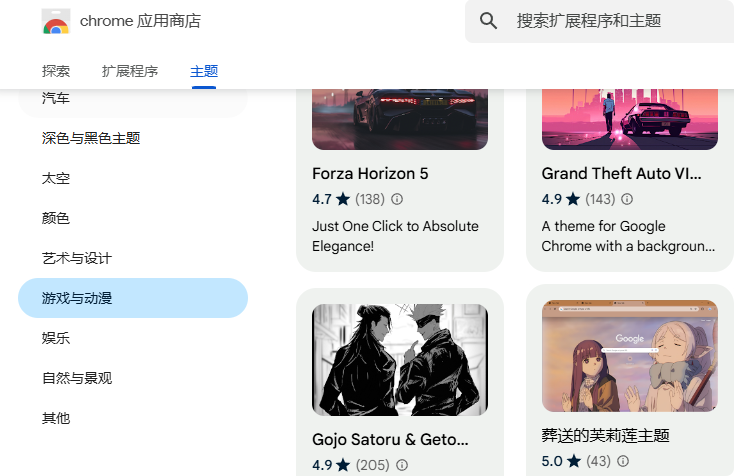 chrome 应用商店
搜索扩展程序和主题
探索
扩展程序
主题
汽车
深色与黑色主题
太空
颜色
艺术与设计
游戏与动漫
娱乐
自然与景观
其他
Forza Horizon 5
4.7 ★ (138)
Just One Click to Absolute
Elegance!
Grand Theft Auto VI...
4.9 ★ (143)
A theme for Google
Chrome with a backgroun...
Gojo Satoru & Geto...
4.9 ★ (205)
Google
葬送的芙莉莲主题
5.0 ★ (43)